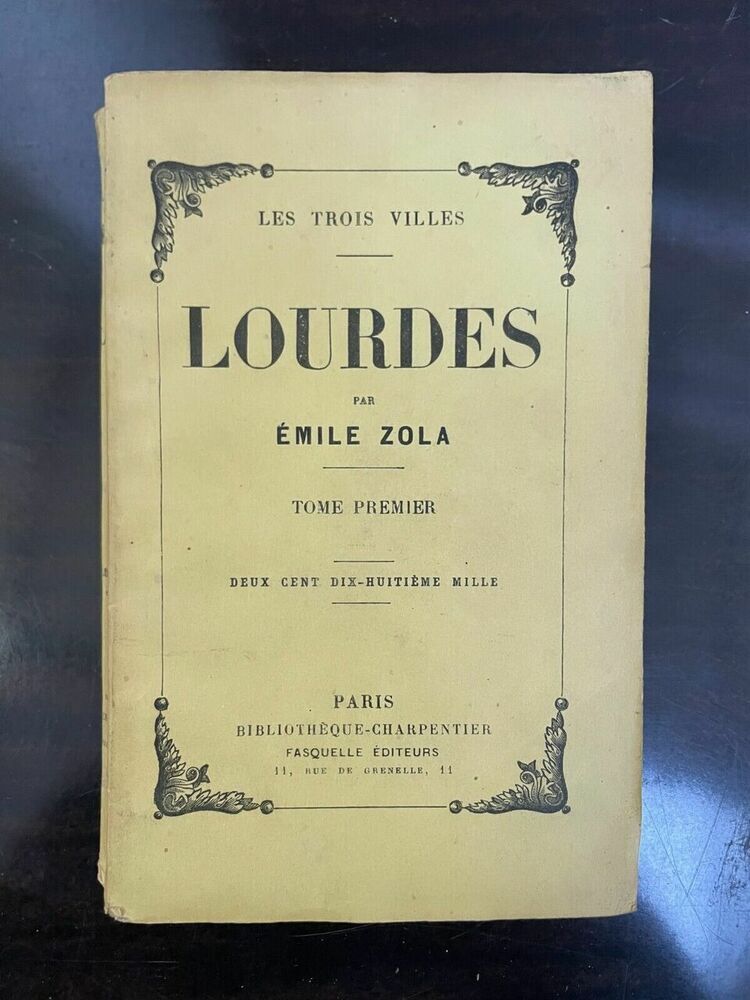 LES TROIS VILLES
LOURDES
PAR
ÉMILE ZOLA
TOME PREMIER
DEUX CENT DIX-HUITIÈME MILLE
PARIS
BIBLIOTHÈQUE-CHARPENTIER
FASQUELLE ÉDITEURS
11, RUE DE GRENELLE, 11